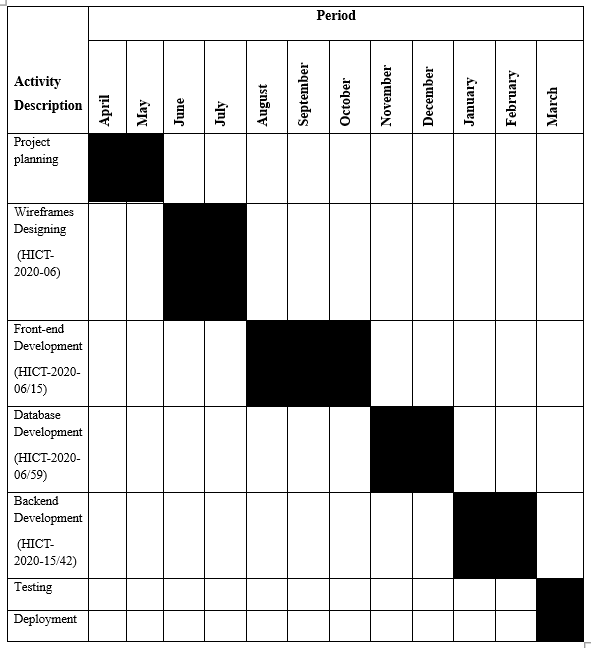 Period
Activity
Description
April
May
June
July
August
September
October
November
December
January
February
March
Project
planning
Wireframes
Designing
(HICT-
2020-06)
Front-end
Development
(HICT-2020-
06/15)
Database
Development
(HICT-2020-
06/59)
Backend
Development
(HICT-
2020-15/42)
Testing
Deployment